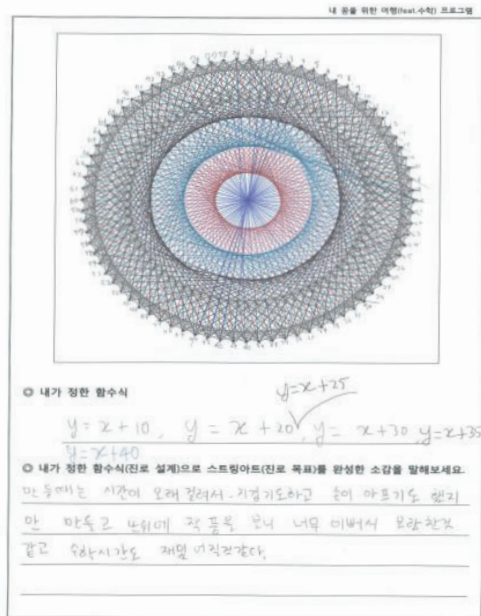 내 꿈을 위한 여행(feat.수학) 프로그램
◎ 내가 정한 함수식
y=x+25
y=x+10, y=x+20, y=x+30, y=x+35
y=x+40
◎ 내가 정한 함수식(진로 설계)으로 스트링아트(진로 목표)를 완성한 소감을 말해보세요.
만들때는 시간이 오래 걸려서 지겹기도하고 손이 아프기도 했지
만 만들고 난뒤에 작품을 보니 너무 이뻐서 보람찬것
같고 수학시간도 재밌어질것같다.